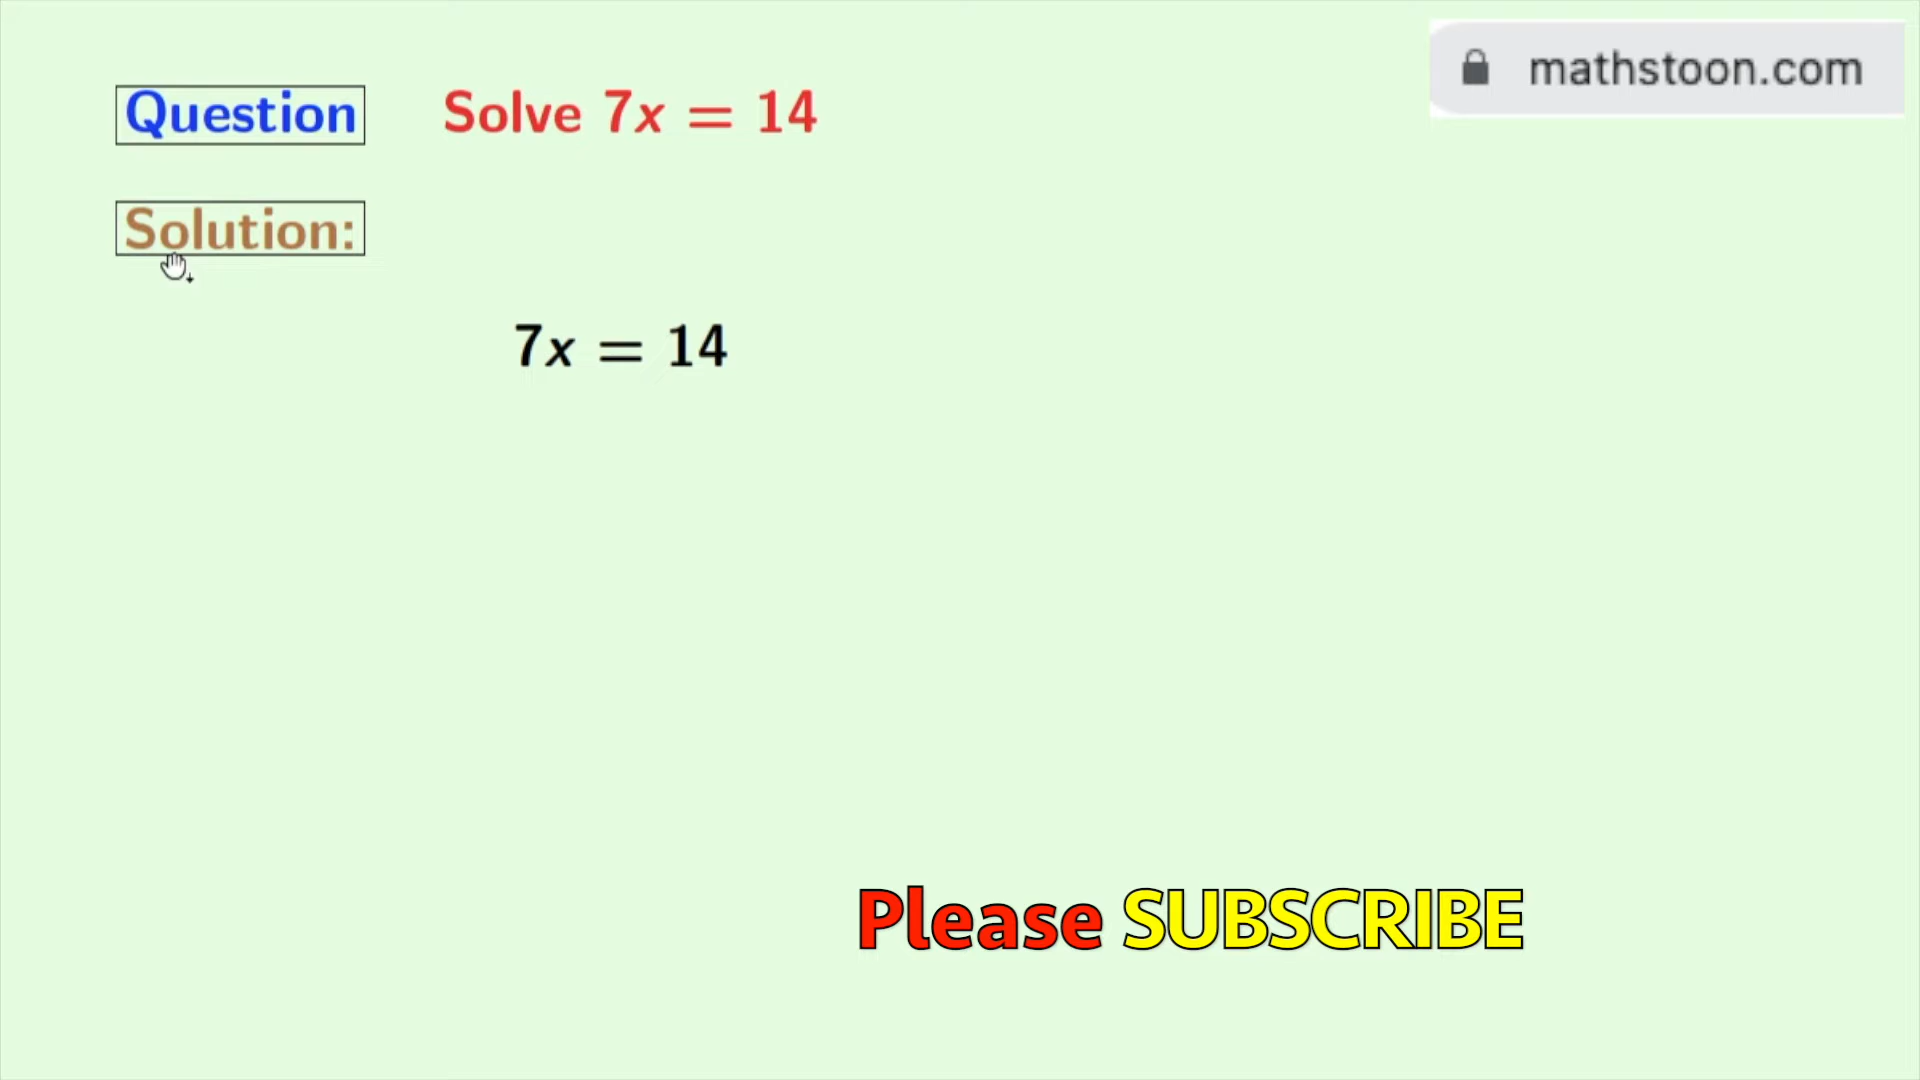 Question Solve 7x = 14
mathstoon.com
Solution:
7x = 14
Please SUBSCRIBE